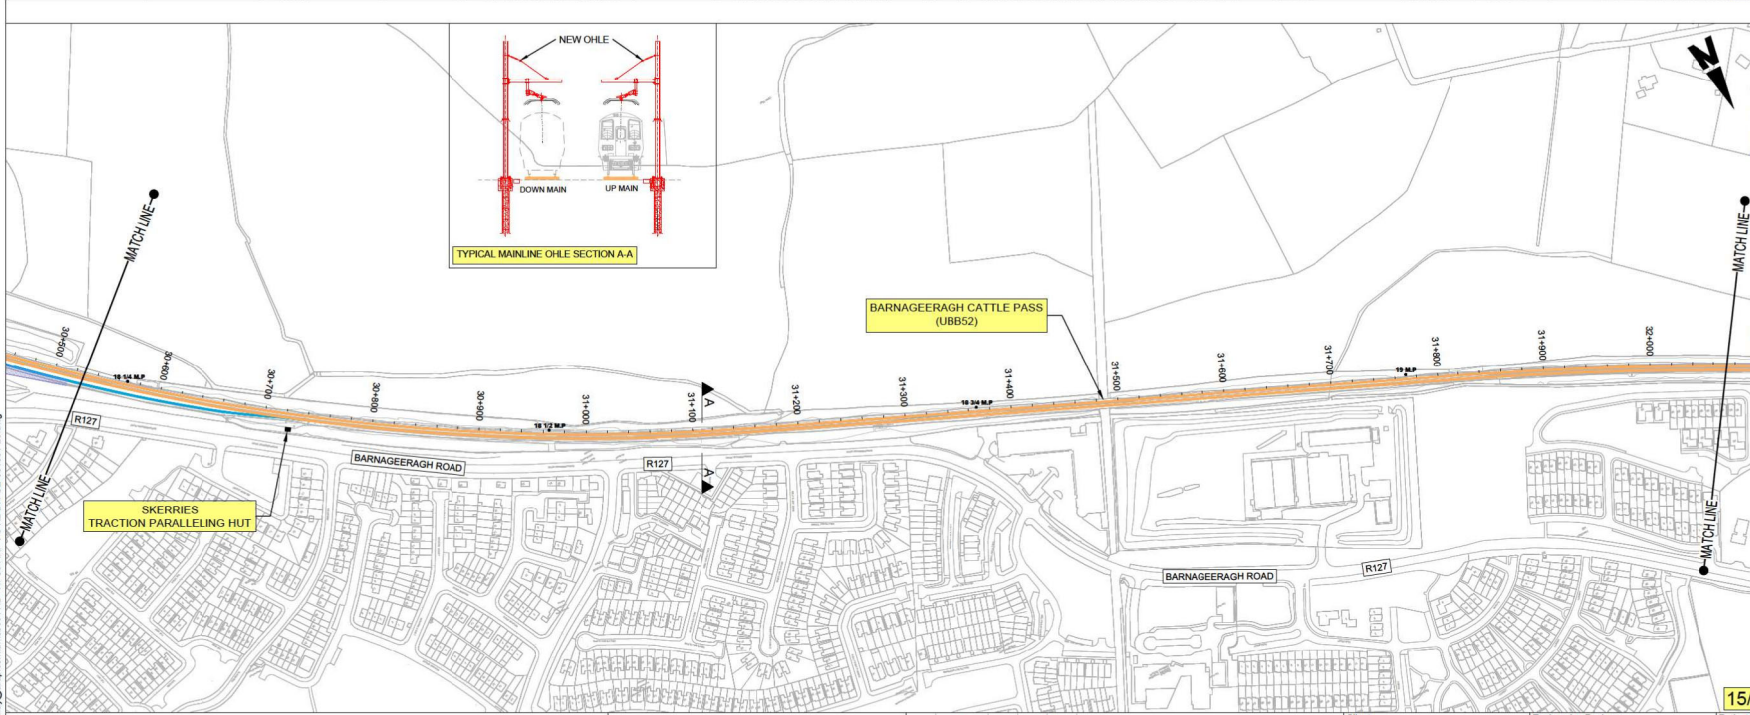 NEW OHLE
DOWN MAIN
UP MAIN
TYPICAL MAINLINE OHLE SECTION A-A
N
MATCH LINE
MATCH LINE
BARNAGEERAGH CATTLE PASS
(UBB52)
30+500
30+600
30+700
30+800
30+900
31+000
31+100
31+200
31+300
31+400
31+500
31+600
31+700
31+800
31+900
32+000
18 1/4 M.P
18 1/2 M.P
18 3/4 M.P
19 M.P
A
A
R127
BARNAGEERAGH ROAD
R127
SKERRIES
TRACTION PARALLELING HUT
MATCH LINE
MATCH LINE
BARNAGEERAGH ROAD
R127
15/